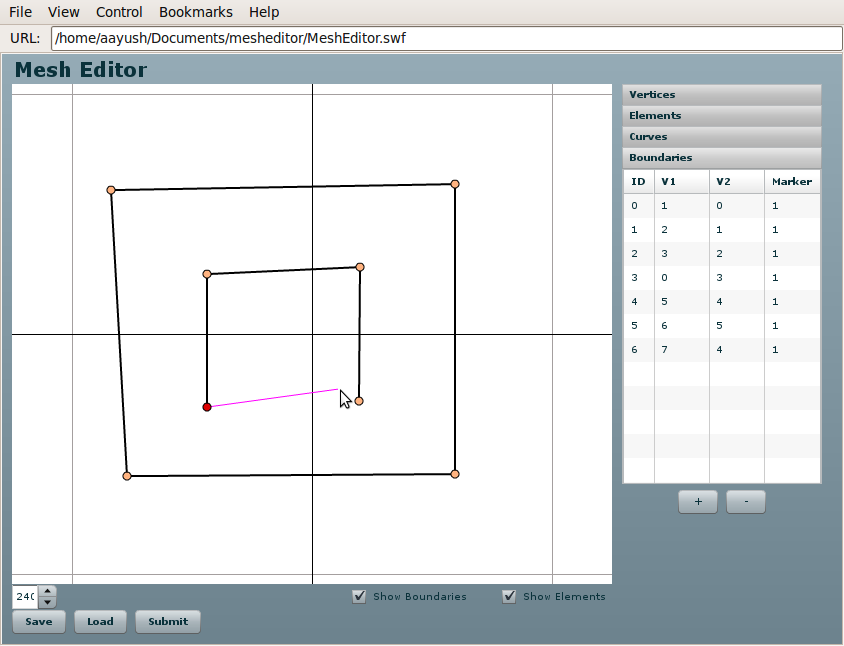 File View Control Bookmarks Help
URL: /home/aayush/Documents/mesheditor/MeshEditor.swf
Mesh Editor
Vertices
Elements
Curves
Boundaries
ID V1 V2 Marker
0 1 0 1
1 2 1 1
2 3 2 1
3 0 3 1
4 5 4 1
5 6 5 1
6 7 4 1
+ -
240 Show Boundaries Show Elements
Save Load Submit